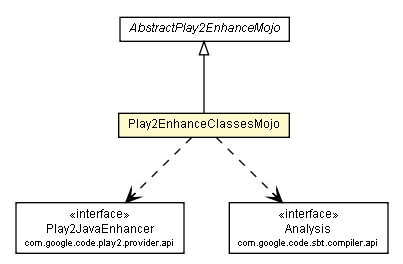 AbstractPlay2EnhanceMojo
Play2EnhanceClassesMojo
«interface»
Play2JavaEnhancer
com.google.code.play2.provider.api
«interface»
Analysis
com.google.code.sbt.compiler.api